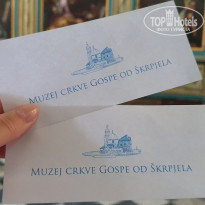 TOP Hotels
MUZEJ CRKVE GOSPE OD ŠKRPJELA
MUZEJ CRKVE GOSPE OD ŠKRPJELA